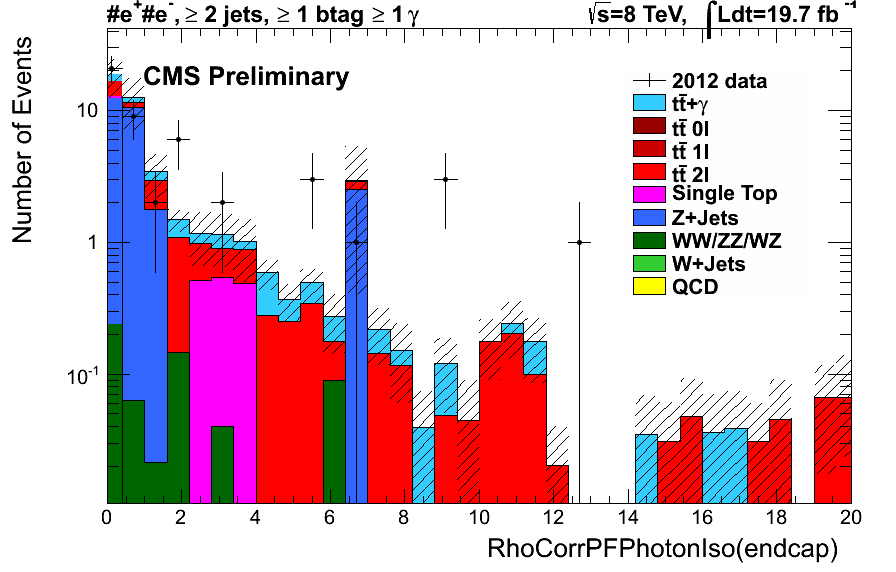 #e⁺#e⁻, ≥ 2 jets, ≥ 1 btag ≥ 1 γ
√s=8 TeV, ∫Ldt=19.7 fb⁻¹
CMS Preliminary
Number of Events
10
1
10⁻¹
2012 data
tt̄+γ
tt̄ 0l
tt̄ 1l
tt̄ 2l
Single Top
Z+Jets
WW/ZZ/WZ
W+Jets
QCD
0 2 4 6 8 10 12 14 16 18 20
RhoCorrPFPhotonIso(endcap)